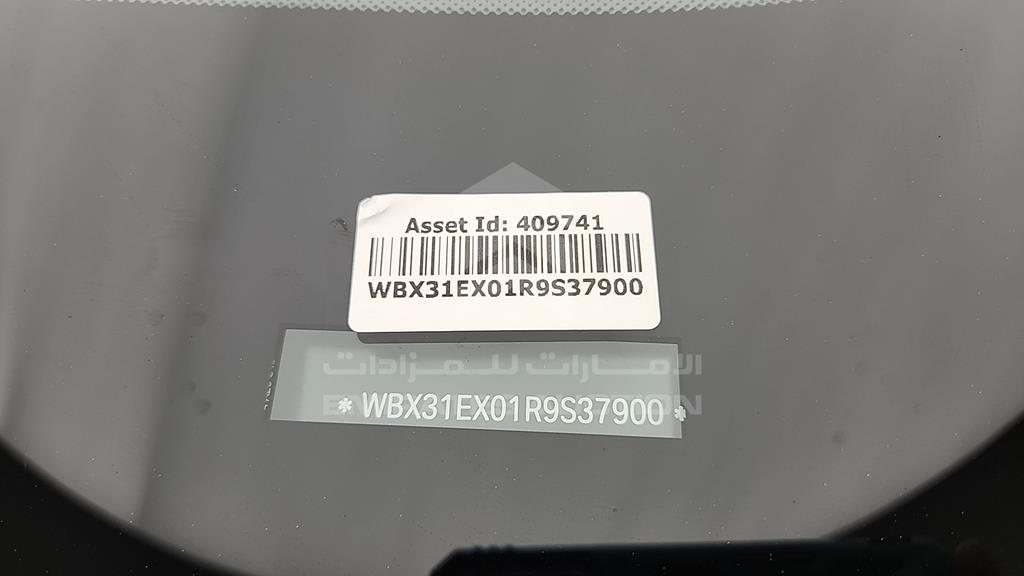 Asset Id: 409741
WBX31EX01R9S37900
الامارات للمزادات
* WBX31EX01R9S37900 *